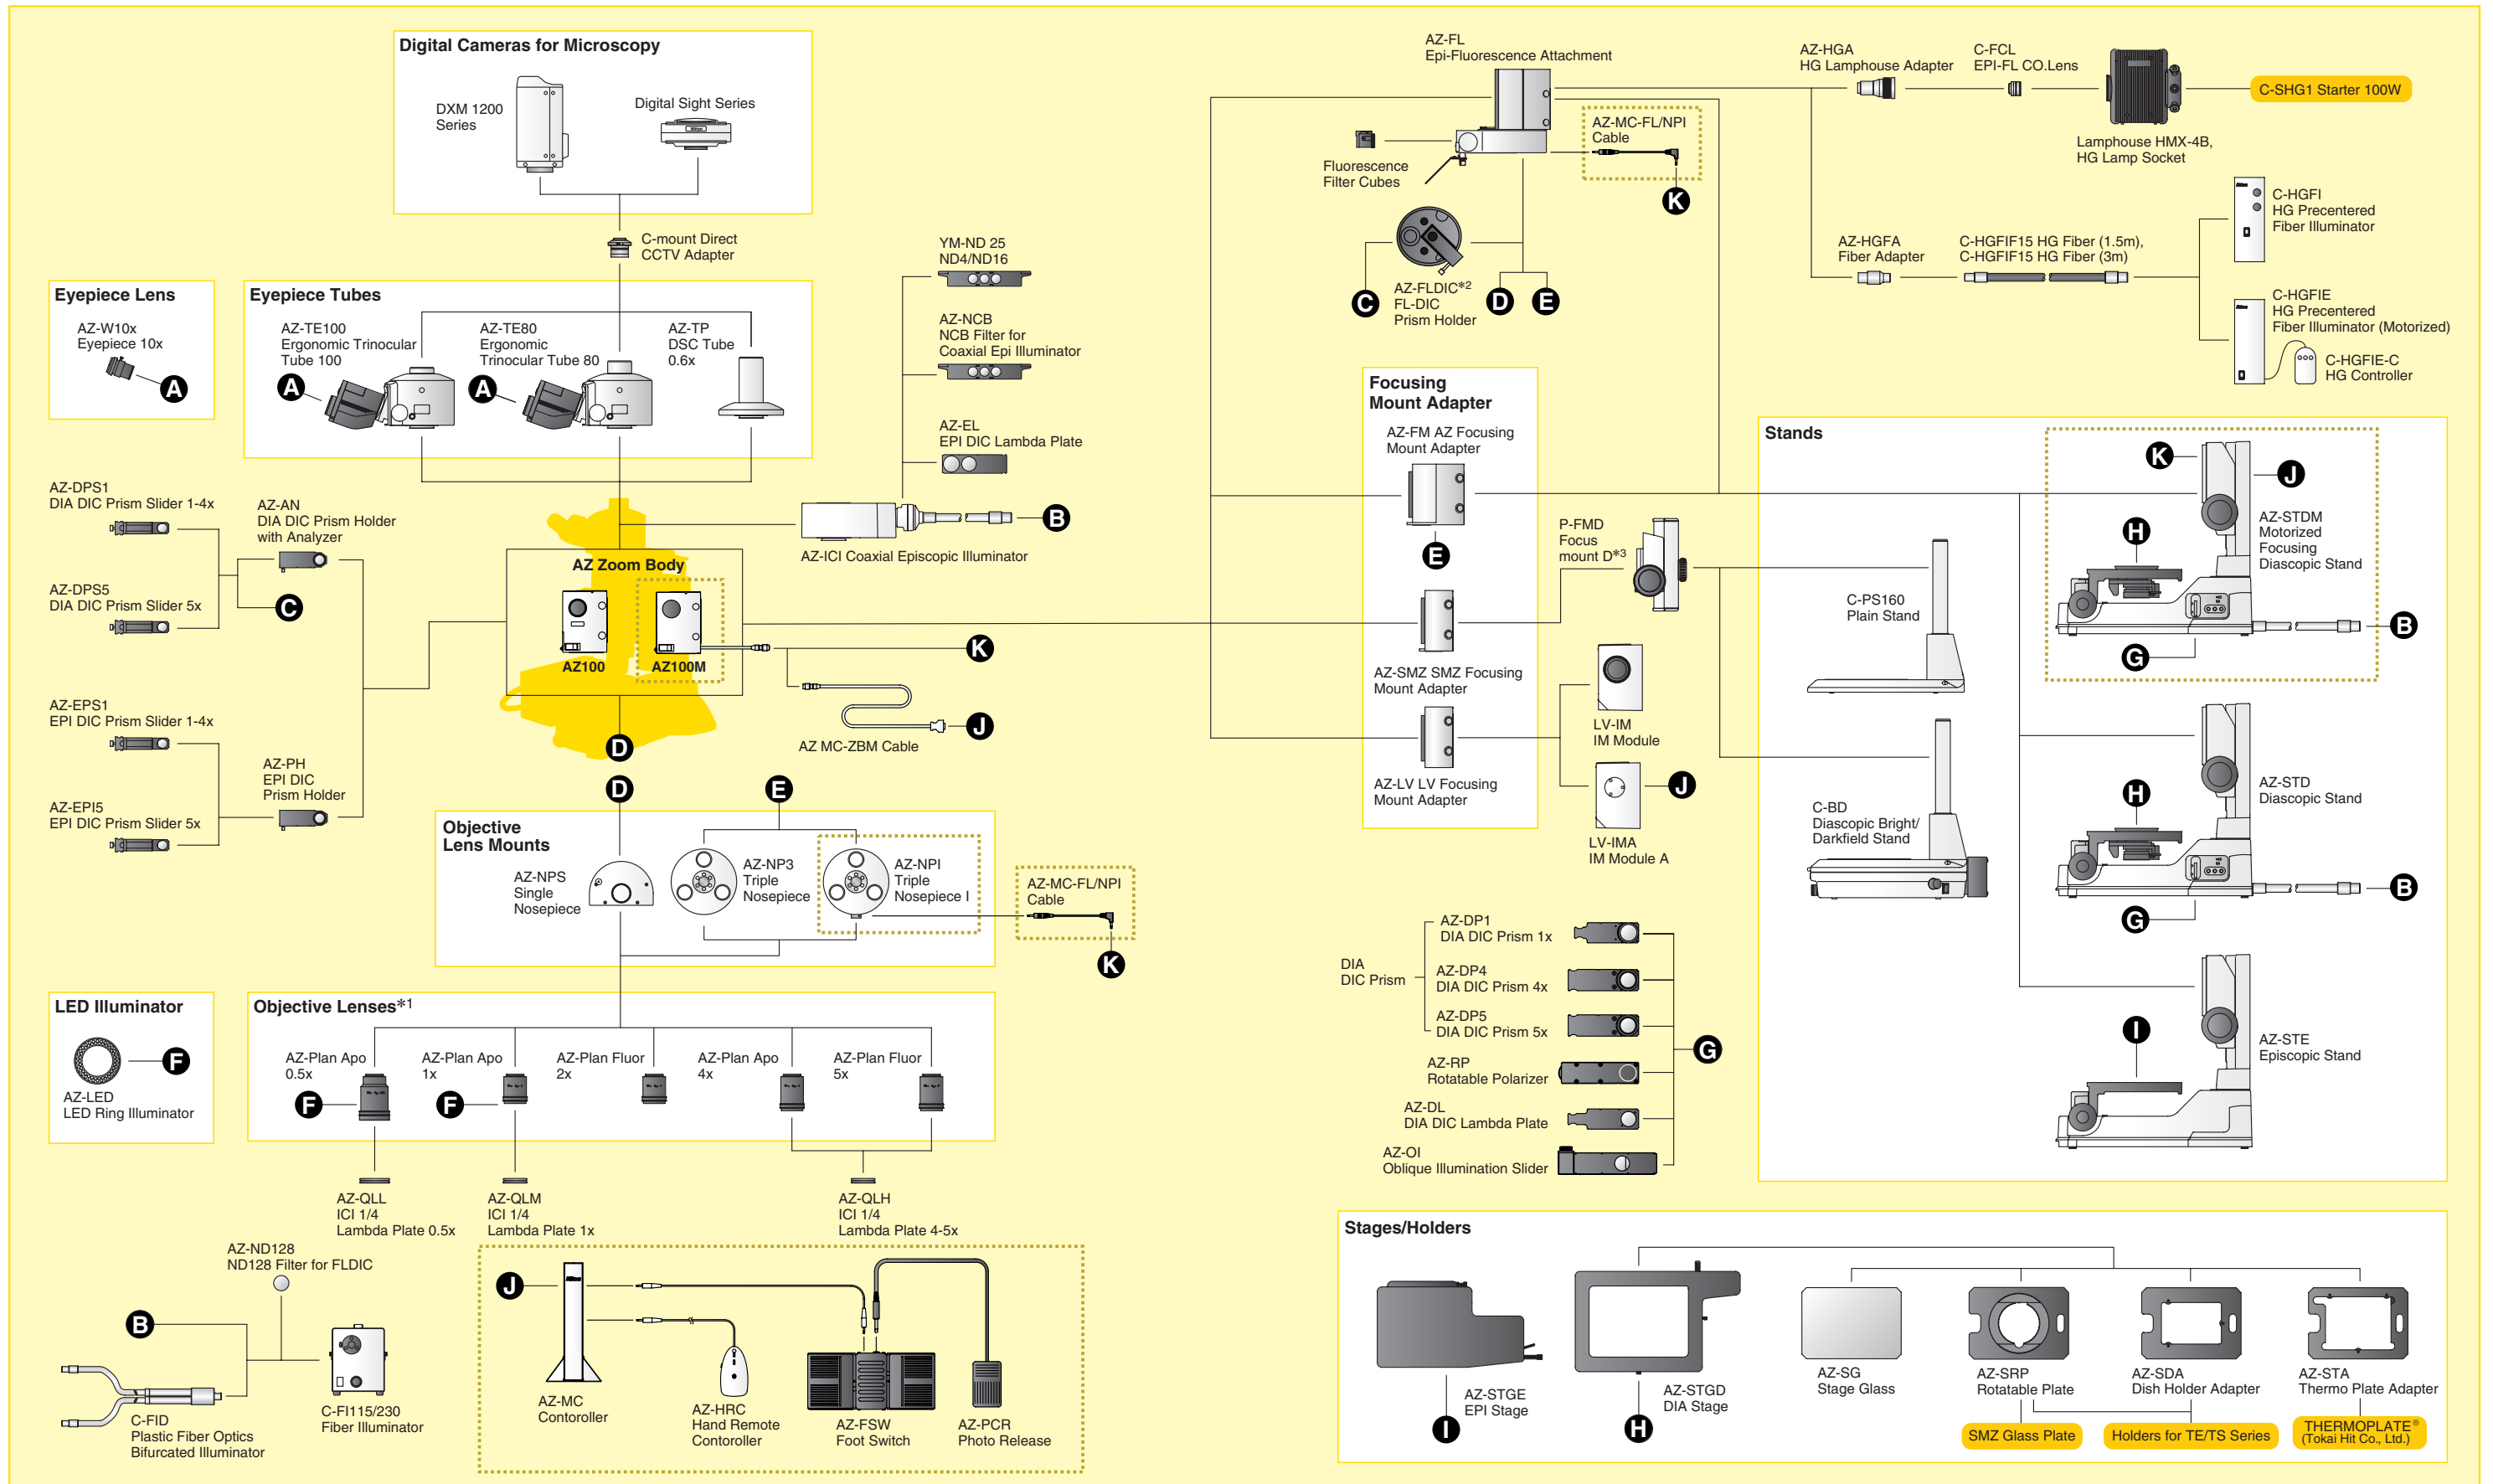 Digital Cameras for Microscopy
DXM 1200
Series
Digital Sight Series
C-mount Direct
CCTV Adapter
Eyepiece Lens
AZ-W10x
Eyepiece 10x
A
Eyepiece Tubes
AZ-TE100
Ergonomic Trinocular
Tube 100
A
AZ-TE80
Ergonomic
Trinocular Tube 80
A
AZ-TP
DSC Tube
0.6x
YM-ND 25
ND4/ND16
AZ-NCB
NCB Filter for
Coaxial Epi Illuminator
AZ-EL
EPI DIC Lambda Plate
B
AZ-ICI Coaxial Episcopic Illuminator
AZ-DPS1
DIA DIC Prism Slider 1-4x
AZ-AN
DIA DIC Prism Holder
with Analyzer
AZ-DPS5
DIA DIC Prism Slider 5x
C
AZ-EPS1
EPI DIC Prism Slider 1-4x
AZ-PH
EPI DIC
Prism Holder
AZ-EPI5
EPI DIC Prism Slider 5x
AZ Zoom Body
AZ100
AZ100M
K
J
AZ MC-ZBM Cable
D
D
E
Objective
Lens Mounts
AZ-NPS
Single
Nosepiece
AZ-NP3
Triple
Nosepiece
AZ-NPI
Triple
Nosepiece I
AZ-MC-FL/NPI
Cable
K
LED Illuminator
AZ-LED
LED Ring Illuminator
F
Objective Lenses*1
AZ-Plan Apo
0.5x
F
AZ-Plan Apo
1x
F
AZ-Plan Fluor
2x
AZ-Plan Apo
4x
AZ-Plan Fluor
5x
AZ-QLL
ICI 1/4
Lambda Plate 0.5x
AZ-QLM
ICI 1/4
Lambda Plate 1x
AZ-QLH
ICI 1/4
Lambda Plate 4-5x
AZ-ND128
ND128 Filter for FLDIC
B
C-FID
Plastic Fiber Optics
Bifurcated Illuminator
C-FI115/230
Fiber Illuminator
J
AZ-MC
Contoroller
AZ-HRC
Hand Remote
Contoroller
AZ-FSW
Foot Switch
AZ-PCR
Photo Release
AZ-FL
Epi-Fluorescence Attachment
Fluorescence
Filter Cubes
AZ-MC-FL/NPI
Cable
K
C
AZ-FLDIC*2
FL-DIC
Prism Holder
D
E
AZ-HGA
HG Lamphouse Adapter
C-FCL
EPI-FL CO.Lens
C-SHG1 Starter 100W
Lamphouse HMX-4B,
HG Lamp Socket
AZ-HGFA
Fiber Adapter
C-HGFIF15 HG Fiber (1.5m),
C-HGFIF15 HG Fiber (3m)
C-HGFI
HG Precentered
Fiber Illuminator
C-HGFIE
HG Precentered
Fiber Illuminator (Motorized)
C-HGFIE-C
HG Controller
Focusing
Mount Adapter
AZ-FM AZ Focusing
Mount Adapter
E
AZ-SMZ SMZ Focusing
Mount Adapter
AZ-LV LV Focusing
Mount Adapter
P-FMD
Focus
mount D*3
LV-IM
IM Module
J
LV-IMA
IM Module A
Stands
C-PS160
Plain Stand
C-BD
Diascopic Bright/
Darkfield Stand
K
J
H
AZ-STDM
Motorized
Focusing
Diascopic Stand
B
G
H
AZ-STD
Diascopic Stand
B
G
I
AZ-STE
Episcopic Stand
DIA
DIC Prism
AZ-DP1
DIA DIC Prism 1x
AZ-DP4
DIA DIC Prism 4x
AZ-DP5
DIA DIC Prism 5x
AZ-RP
Rotatable Polarizer
AZ-DL
DIA DIC Lambda Plate
AZ-OI
Oblique Illumination Slider
G
Stages/Holders
AZ-STGE
EPI Stage
I
AZ-STGD
DIA Stage
H
AZ-SG
Stage Glass
AZ-SRP
Rotatable Plate
AZ-SDA
Dish Holder Adapter
AZ-STA
Thermo Plate Adapter
SMZ Glass Plate
Holders for TE/TS Series
THERMOPLATE®
(Tokai Hit Co., Ltd.)